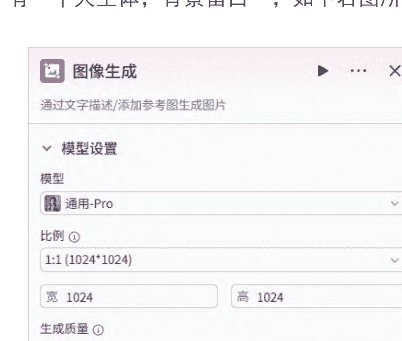 图像生成
通过文字描述/添加参考图生成图片
模型设置
模型
通用-Pro
比例
1:1 (1024*1024)
宽 1024
高 1024
生成质量